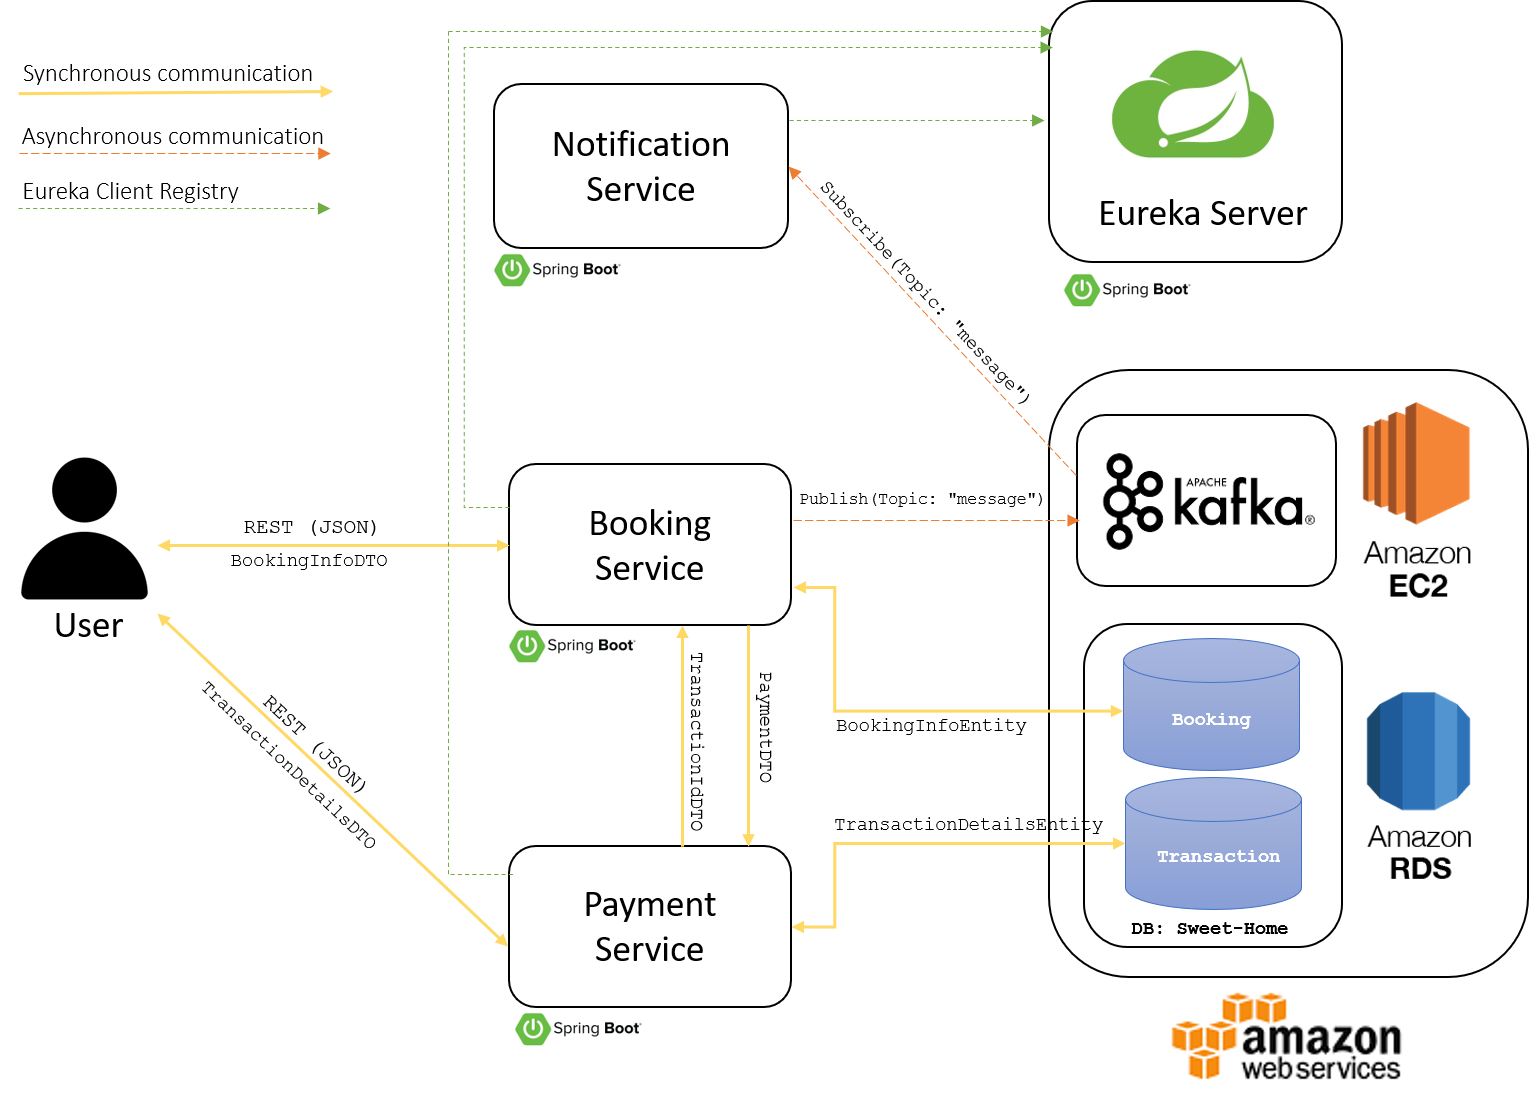 Synchronous communication
Asynchronous communication
Eureka Client Registry
Notification
Service
Spring Boot
Eureka Server
Spring Boot
Subscribe(Topic: "message")
Publish(Topic: "message")
APACHE
kafka®
Amazon
EC2
User
REST (JSON)
BookingInfoDTO
Booking
Service
Spring Boot
REST (JSON)
TransactionDetailsDTO
TransactionIdDTO
PaymentDTO
BookingInfoEntity
Booking
TransactionDetailsEntity
Transaction
DB: Sweet-Home
Amazon
RDS
Payment
Service
Spring Boot
amazon
web services